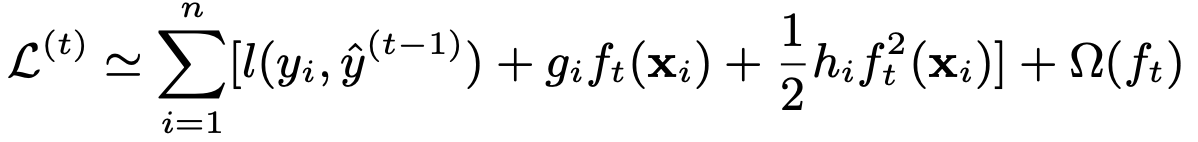 $\mathcal{L}^{(t)} \simeq \sum_{i=1}^{n} [l(y_i, \hat{y}^{(t-1)}) + g_i f_t(\mathbf{x}_i) + \frac{1}{2} h_i f_t^2(\mathbf{x}_i)] + \Omega(f_t)$